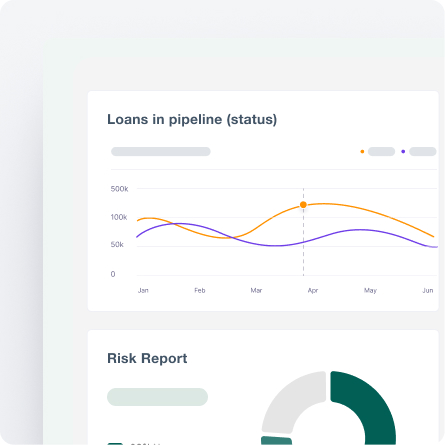 Loans in pipeline (status)
500k
100k
50k
0
Jan Feb Mar Apr May Jun
Risk Report